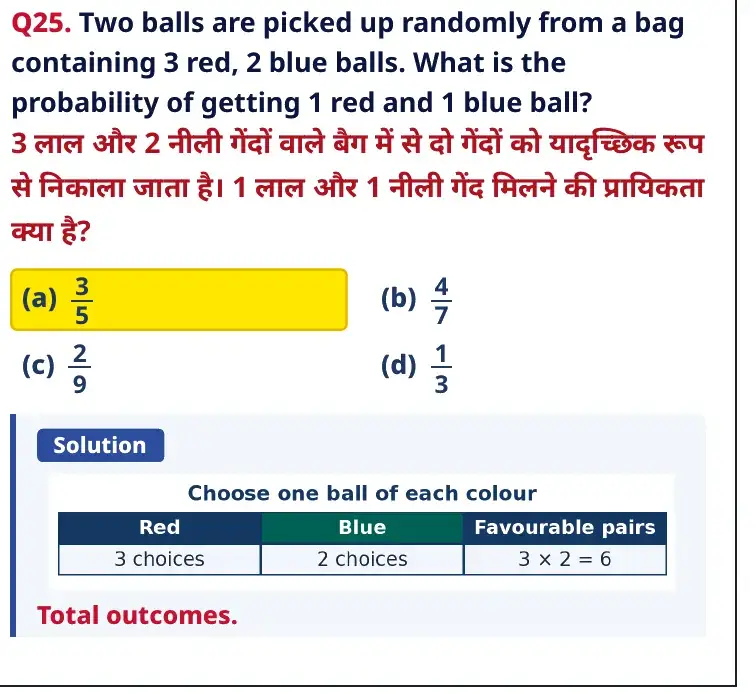 Q25. Two balls are picked up randomly from a bag
containing 3 red, 2 blue balls. What is the
probability of getting 1 red and 1 blue ball?
3 लाल और 2 नीली गेंदों वाले बैग में से दो गेंदों को यादृच्छिक रूप
से निकाला जाता है। 1 लाल और 1 नीली गेंद मिलने की प्रायिकता
क्या है?
(a) 3/5 (b) 4/7
(c) 2/9 (d) 1/3
Solution
Choose one ball of each colour
Red Blue Favourable pairs
3 choices 2 choices 3 × 2 = 6
Total outcomes.